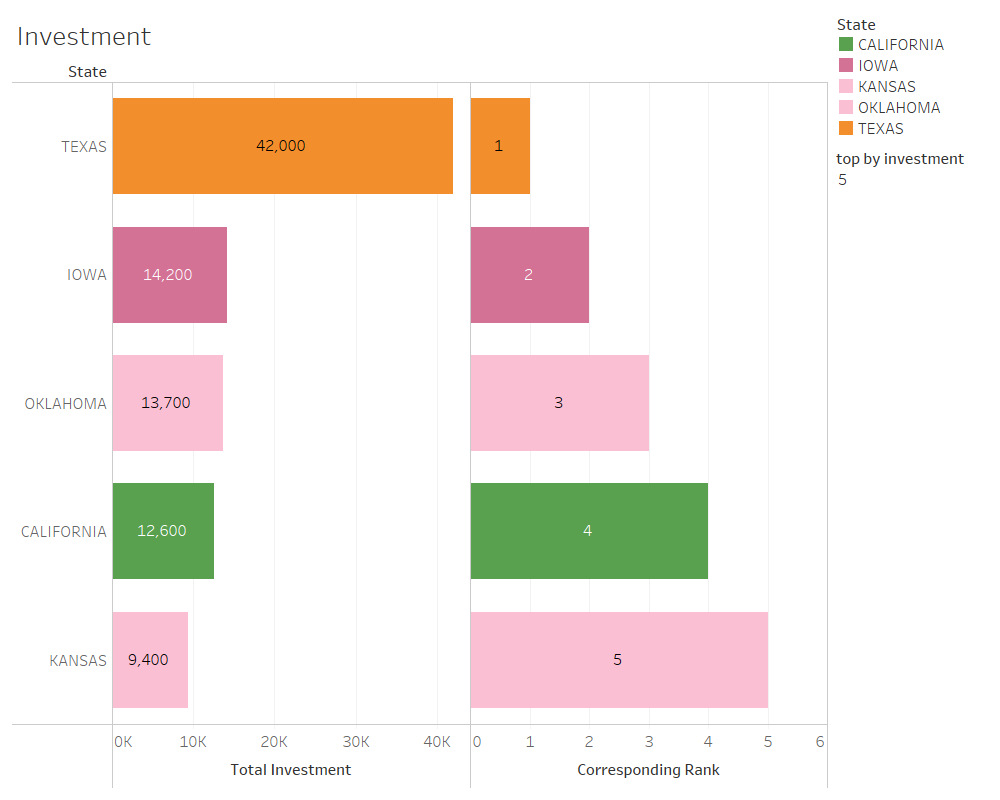 Investment
State
TEXAS
42,000
1
IOWA
14,200
2
OKLAHOMA
13,700
3
CALIFORNIA
12,600
4
KANSAS
9,400
5
0K 10K 20K 30K 40K
0 1 2 3 4 5 6
Total Investment
Corresponding Rank
State
CALIFORNIA
IOWA
KANSAS
OKLAHOMA
TEXAS
top by investment
5